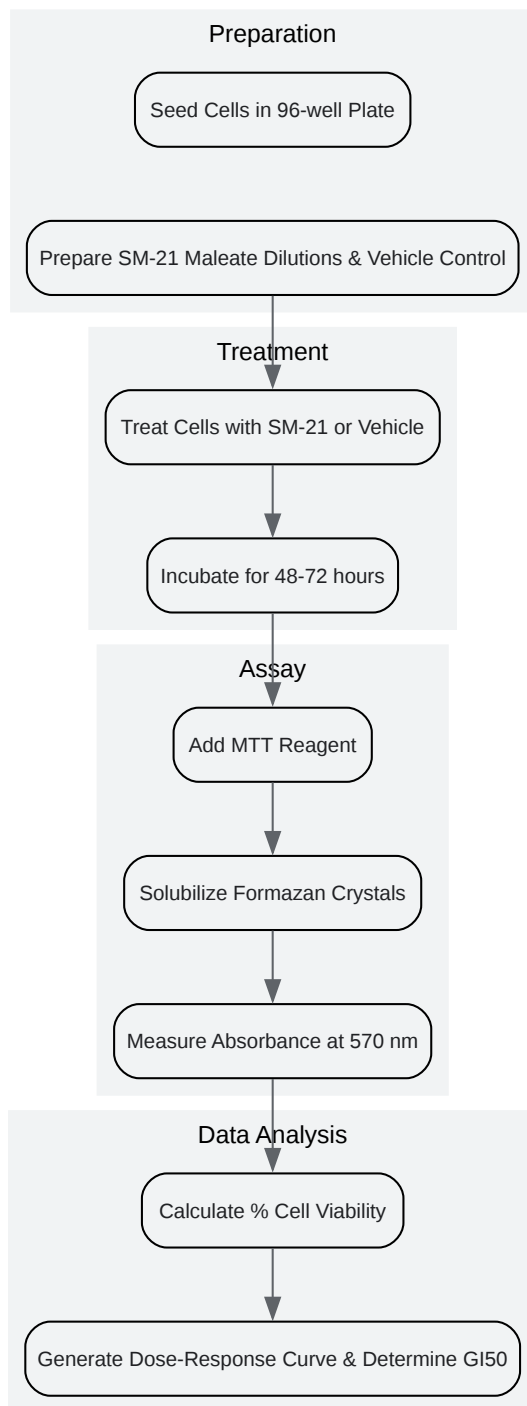 Preparation
Seed Cells in 96-well Plate
Prepare SM-21 Maleate Dilutions & Vehicle Control
Treatment
Treat Cells with SM-21 or Vehicle
Incubate for 48-72 hours
Assay
Add MTT Reagent
Solubilize Formazan Crystals
Measure Absorbance at 570 nm
Data Analysis
Calculate % Cell Viability
Generate Dose-Response Curve & Determine GI50